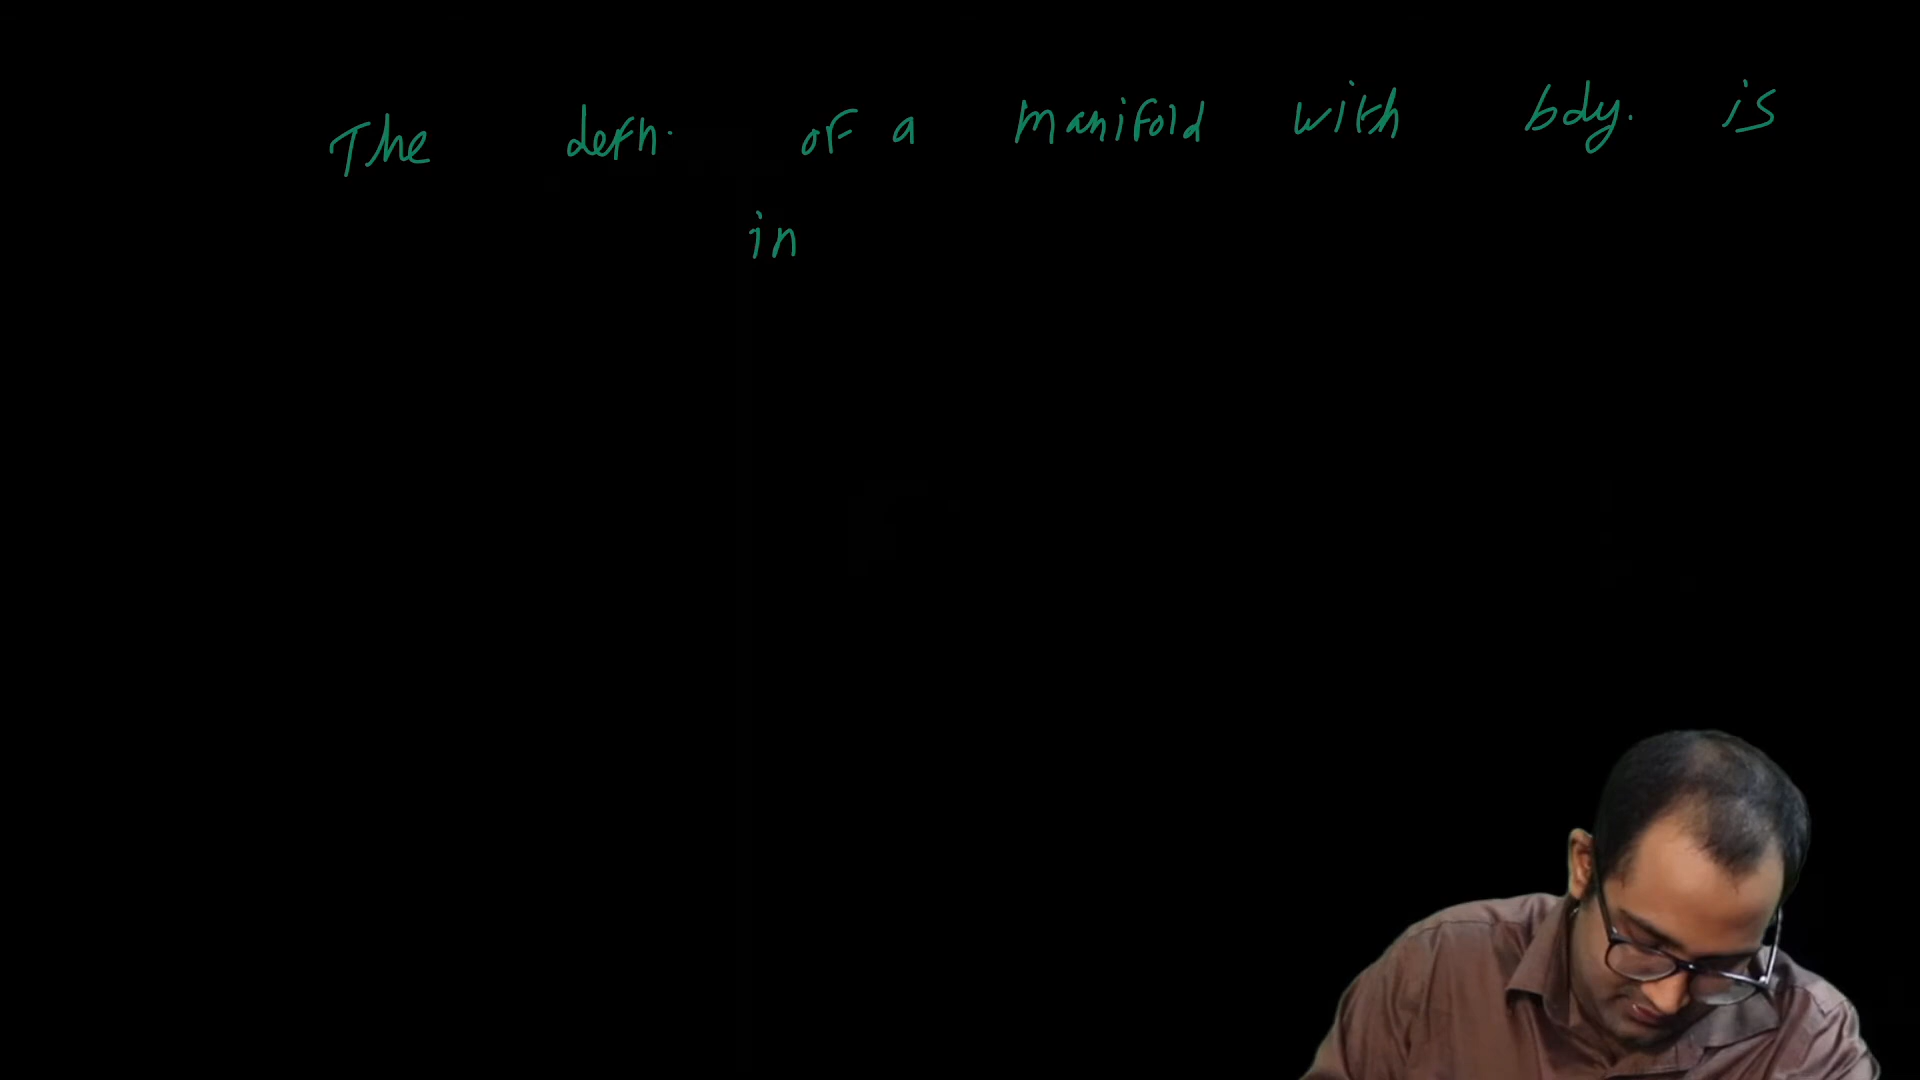 The defn. of a manifold with bdy. is
in